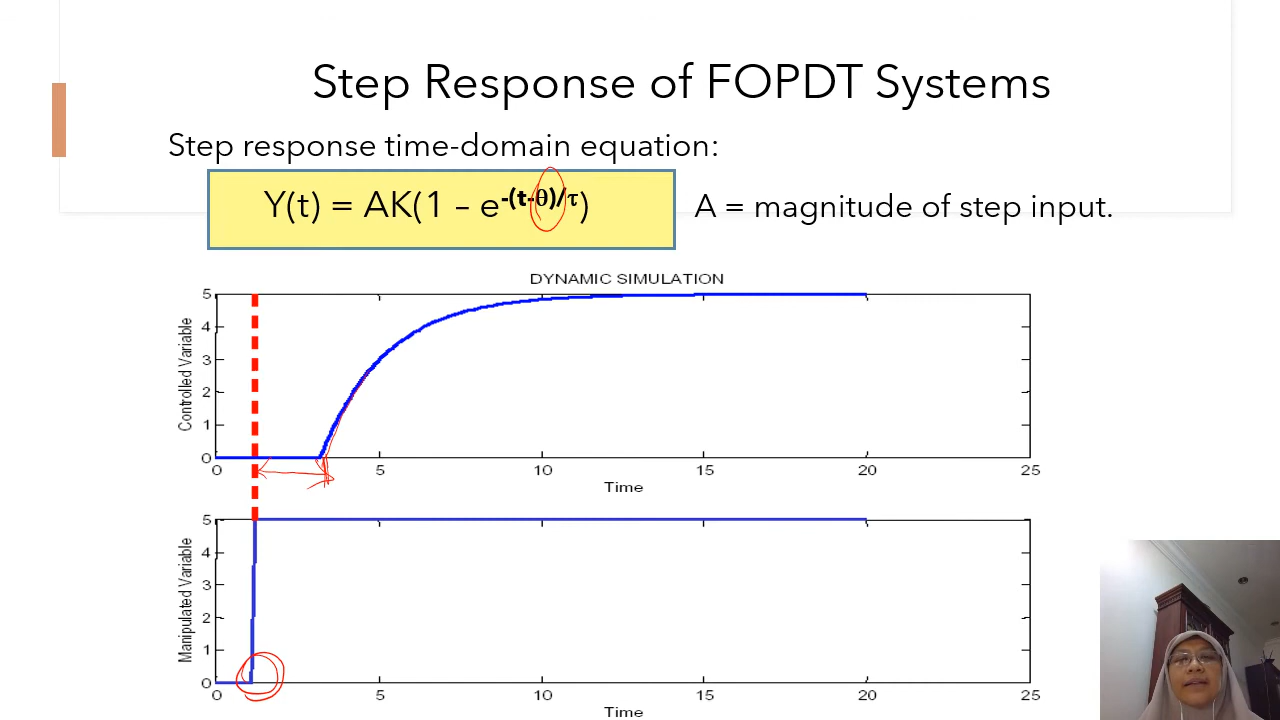 Step Response of FOPDT Systems
Step response time-domain equation:
Y(t) = AK(1 – e-(t-θ)/τ)
A = magnitude of step input.
DYNAMIC SIMULATION
Controlled Variable
5
4
3
2
1
0
0 5 10 15 20 25
Time
Manipulated Variable
5
4
3
2
1
0
0 5 10 15 20 25
Time